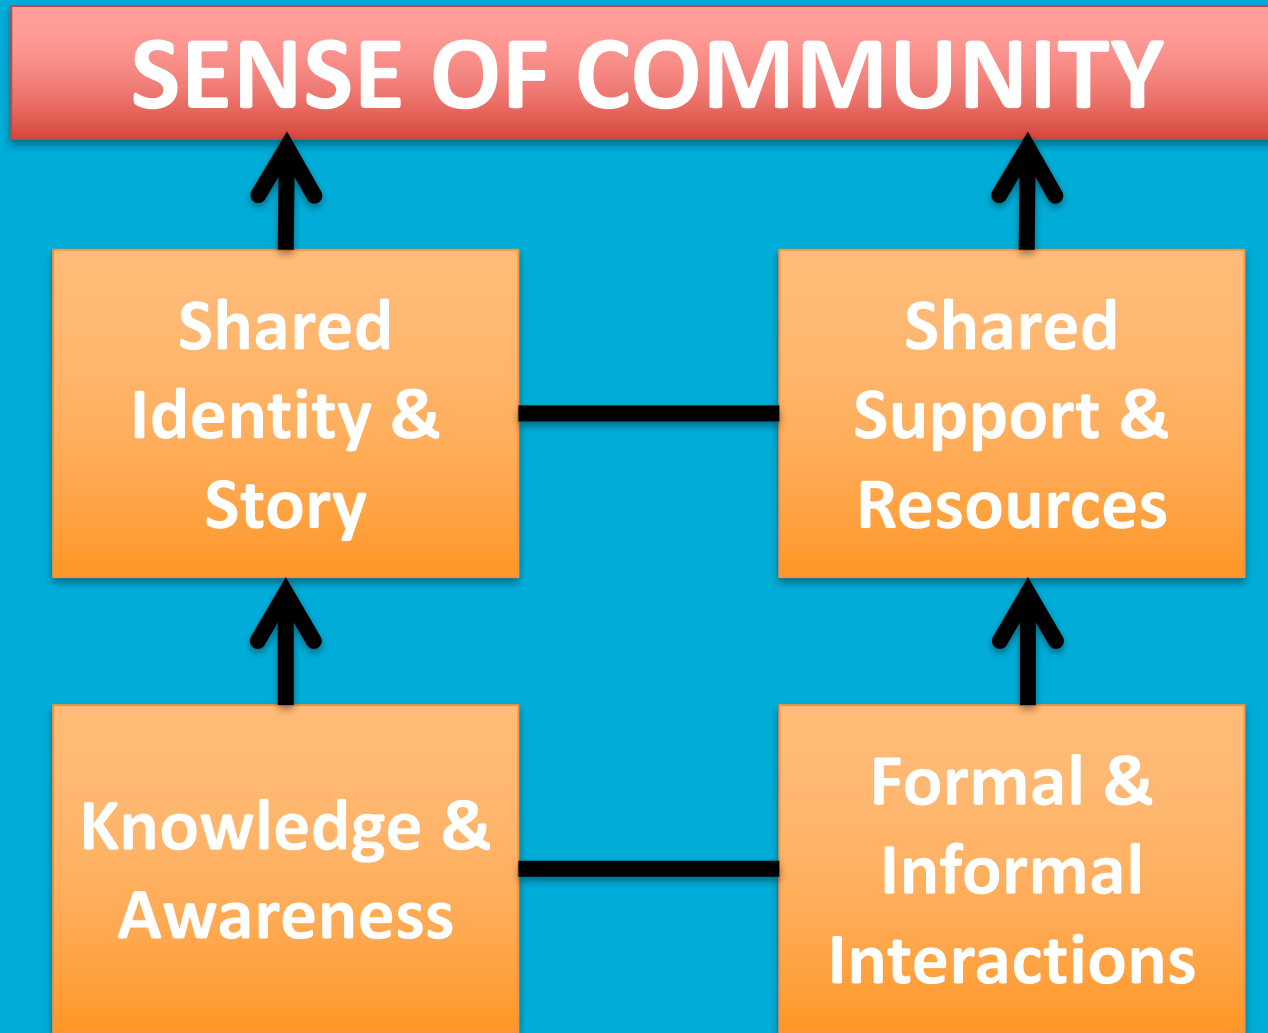 SENSE OF COMMUNITY
Shared
Identity &
Story
Shared
Support &
Resources
Knowledge &
Awareness
Formal &
Informal
Interactions